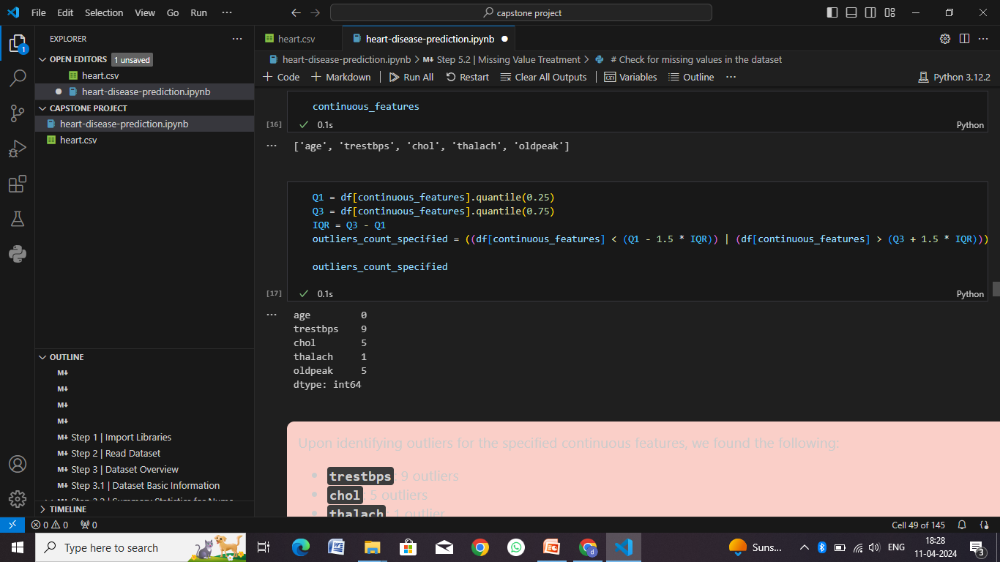 File Edit Selection View Go Run ···
capstone project
EXPLORER
OPEN EDITORS 1 unsaved
heart.csv
heart-disease-prediction.ipynb
CAPSTONE PROJECT
heart-disease-prediction.ipynb
heart.csv
OUTLINE
M↓
M↓
M↓
M↓
M↓ Step 1 | Import Libraries
M↓ Step 2 | Read Dataset
M↓ Step 3 | Dataset Overview
M↓ Step 3.1 | Dataset Basic Information
TIMELINE
heart.csv
heart-disease-prediction.ipynb
heart-disease-prediction.ipynb > M↓ Step 5.2 | Missing Value Treatment > # Check for missing values in the dataset
+ Code + Markdown | Run All Restart Clear All Outputs | Variables Outline ···
Python 3.12.2
continuous_features
[16] 0.1s
Python
['age', 'trestbps', 'chol', 'thalach', 'oldpeak']
Q1 = df[continuous_features].quantile(0.25)
Q3 = df[continuous_features].quantile(0.75)
IQR = Q3 - Q1
outliers_count_specified = ((df[continuous_features] < (Q1 - 1.5 * IQR)) | (df[continuous_features] > (Q3 + 1.5 * IQR)))
outliers_count_specified
[17] 0.1s
Python
age 0
trestbps 9
chol 5
thalach 1
oldpeak 5
dtype: int64
Upon identifying outliers for the specified continuous features, we found the following:
• trestbps: 9 outliers
• chol: 5 outliers
• thalach: 1 outlier
0 0 0
Cell 49 of 145
Type here to search
Suns...
ENG
18:28
11-04-2024
3